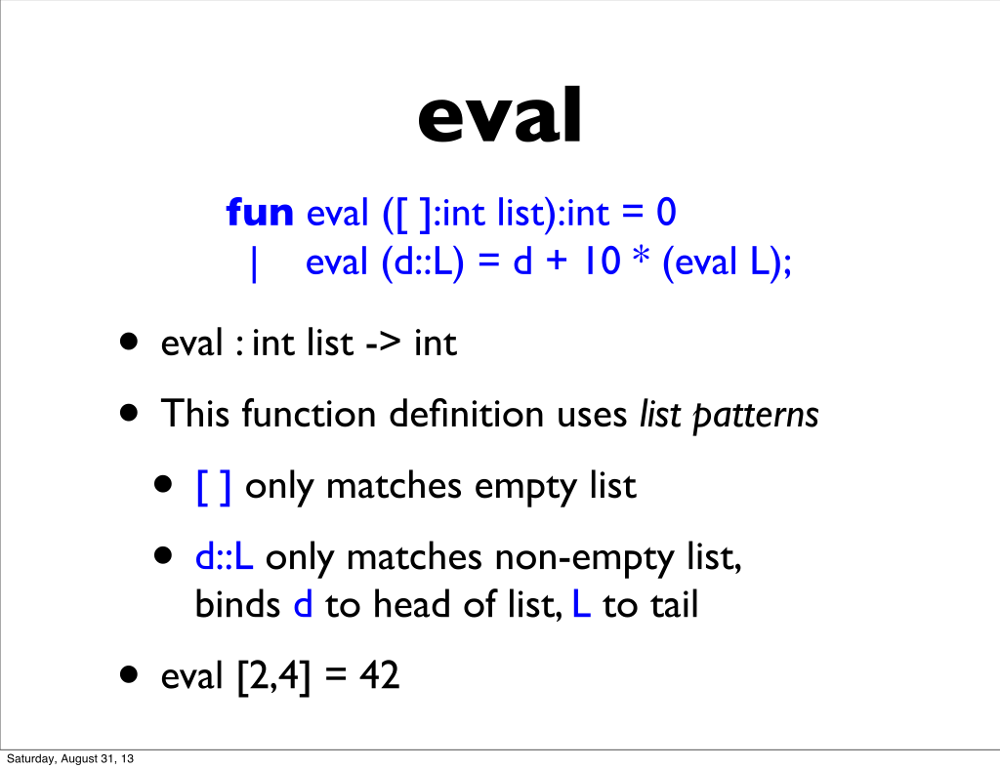 eval
fun eval ([ ]:int list):int = 0
| eval (d::L) = d + 10 * (eval L);
• eval : int list -> int
• This function definition uses list patterns
• [ ] only matches empty list
• d::L only matches non-empty list,
binds d to head of list, L to tail
• eval [2,4] = 42
Saturday, August 31, 13